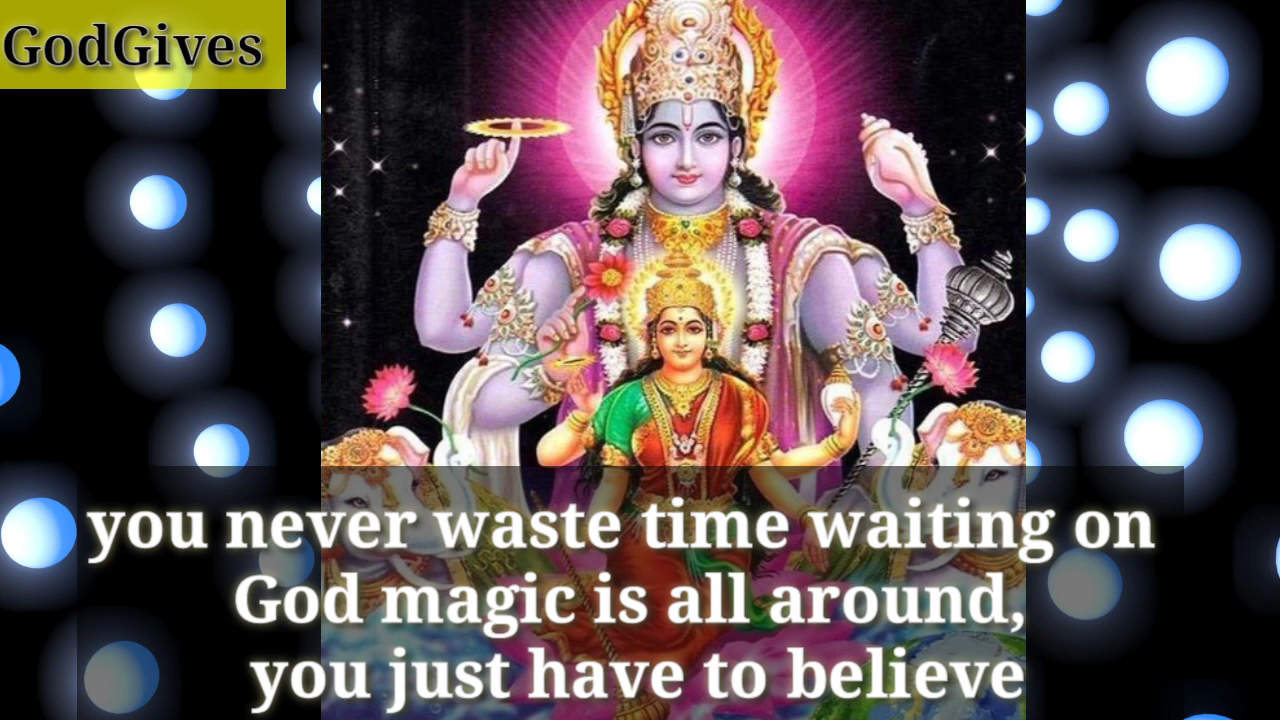 GodGives
you never waste time waiting on
God magic is all around,
you just have to believe